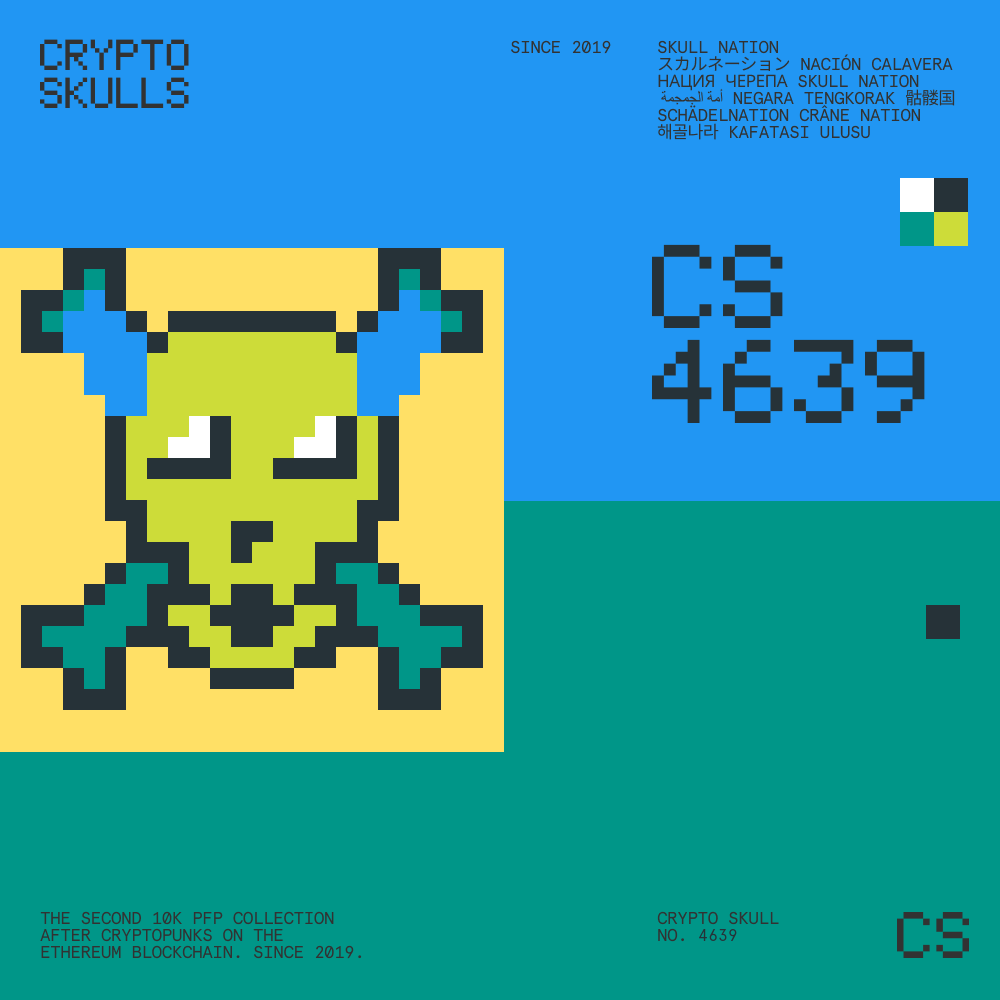 CRYPTO
SKULLS
SINCE 2019
SKULL NATION
スカルネーション NACIÓN CALAVERA
НАЦИЯ ЧЕРЕПА SKULL NATION
أمة الجمجمة NEGARA TENGKORAK 骷髅国
SCHÄDELNATION CRÂNE NATION
해골나라 KAFATASI ULUSU
CS
4639
THE SECOND 10K PFP COLLECTION
AFTER CRYPTOPUNKS ON THE
ETHEREUM BLOCKCHAIN. SINCE 2019.
CRYPTO SKULL
NO. 4639
CS